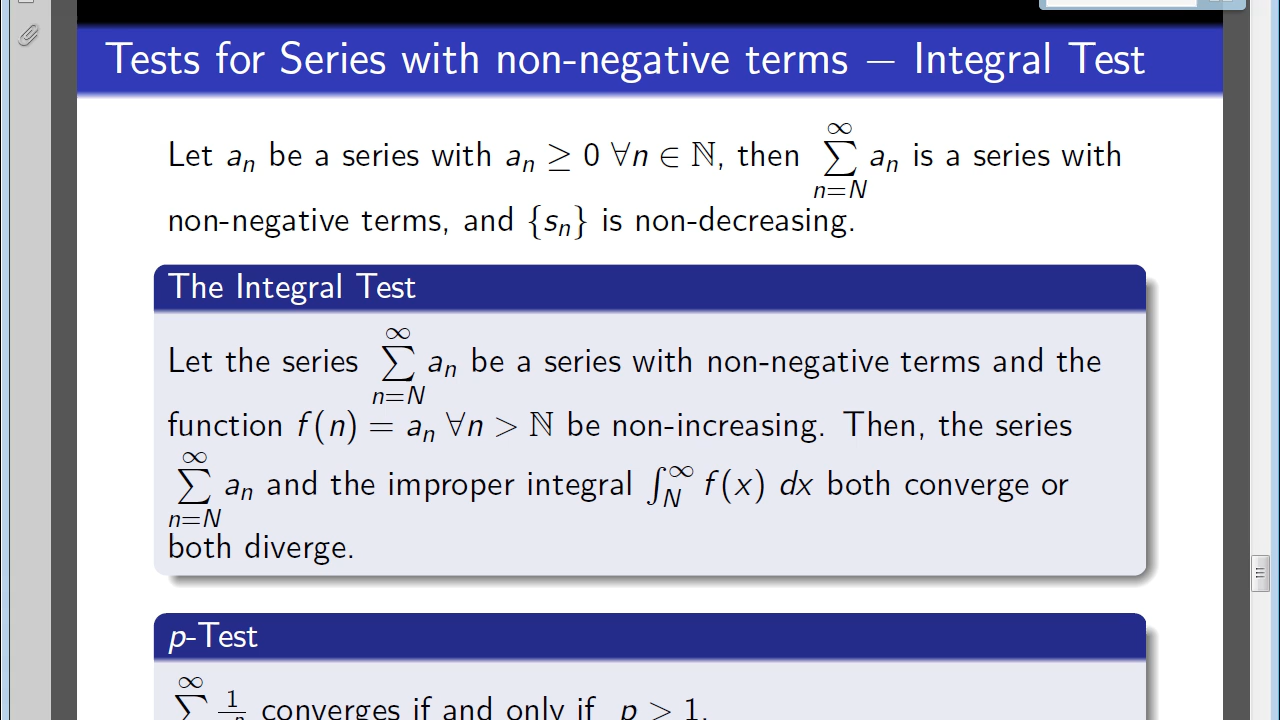 Tests for Series with non-negative terms – Integral Test
Let aₙ be a series with aₙ ≥ 0 ∀n ∈ ℕ, then ∑_{n=N}^{∞} aₙ is a series with
non-negative terms, and {sₙ} is non-decreasing.
The Integral Test
Let the series ∑_{n=N}^{∞} aₙ be a series with non-negative terms and the
function f(n) = aₙ ∀n > ℕ be non-increasing. Then, the series
∑_{n=N}^{∞} aₙ and the improper integral ∫_N^∞ f(x) dx both converge or
both diverge.
p-Test
∞ ∑ 1 converges if and only if p > 1.